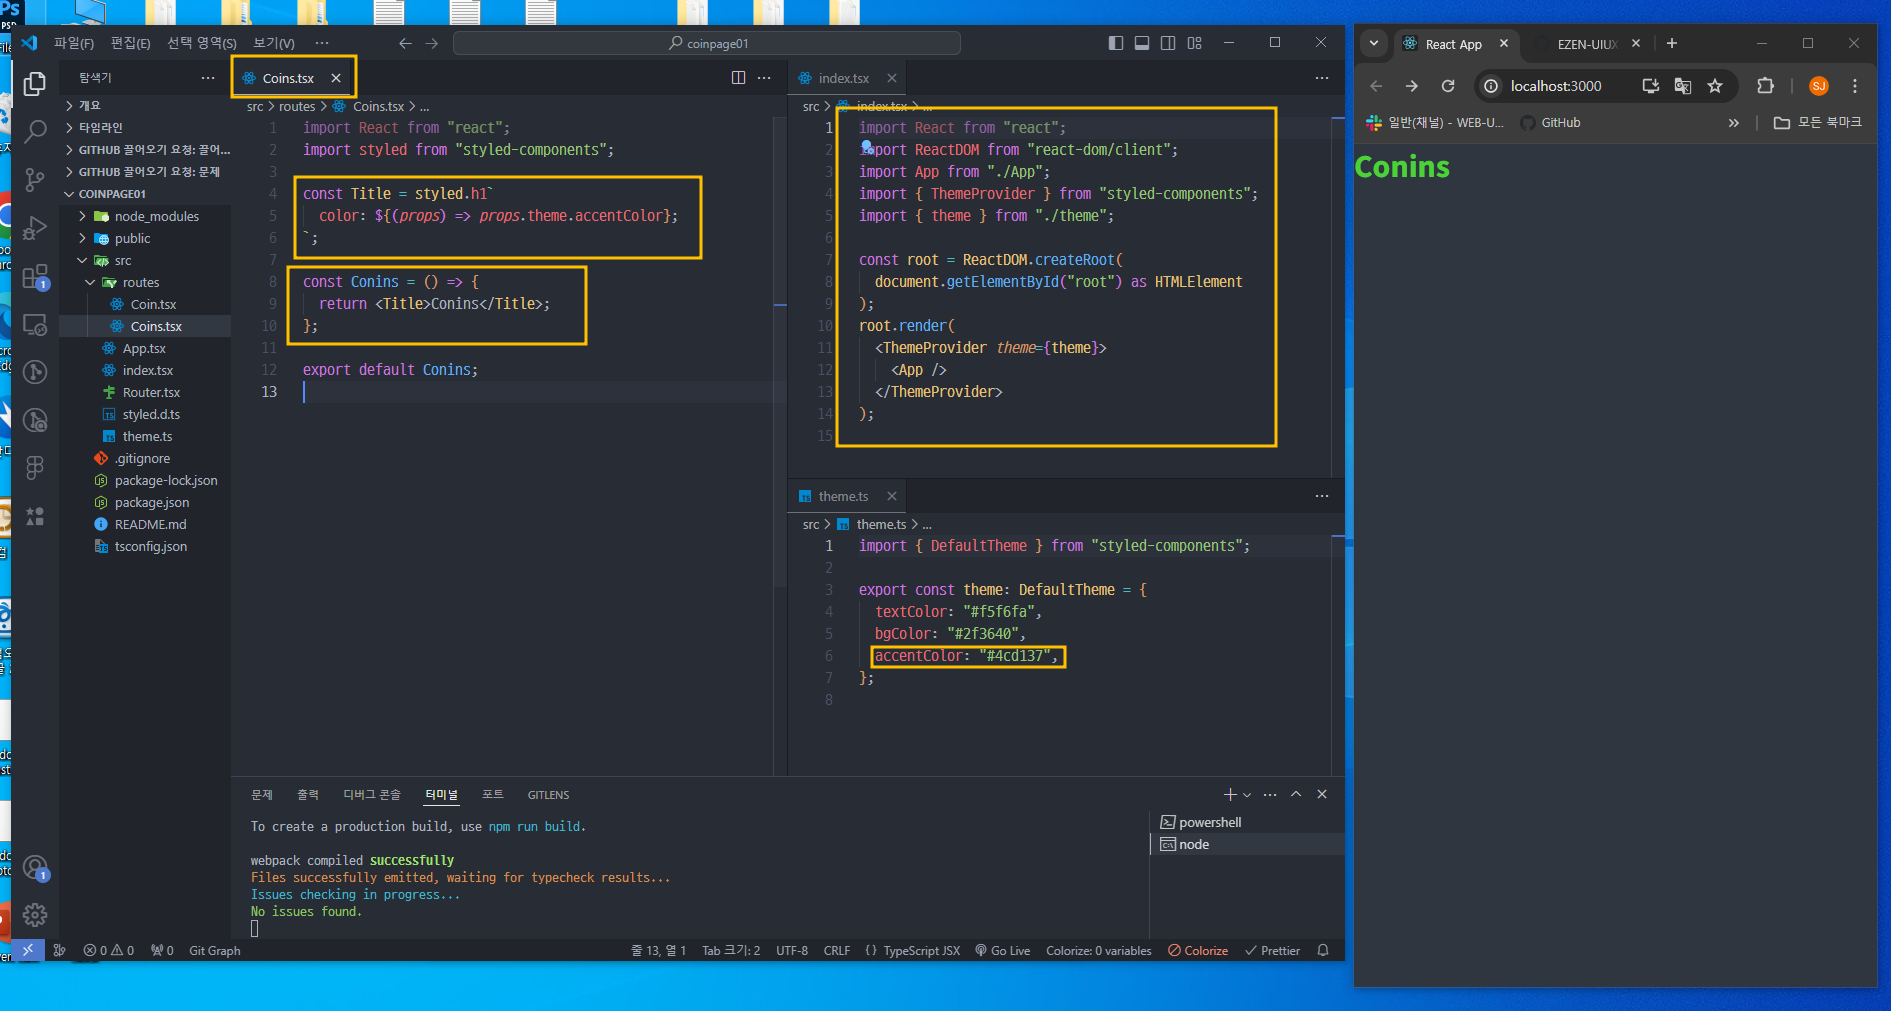 파일(F) 편집(E) 선택 영역(S) 보기(V) ··· coinpage01
탐색기
개요
타임라인
GITHUB 끌어오기 요청: 끌어...
GITHUB 끌어오기 요청: 문제
COINPAGE01
node_modules
public
src
routes
Coin.tsx
Coins.tsx
App.tsx
index.tsx
Router.tsx
styled.d.ts
theme.ts
.gitignore
package-lock.json
package.json
README.md
tsconfig.json
Coins.tsx
src > routes > Coins.tsx > ...
1 import React from "react";
2 import styled from "styled-components";
3
4 const Title = styled.h1`
5 color: ${(props) => props.theme.accentColor};
6 `;
7
8 const Conins = () => {
9 return <Title>Conins</Title>;
10 };
11
12 export default Conins;
13
index.tsx
src > index.tsx > ...
1 import React from "react";
2 import ReactDOM from "react-dom/client";
3 import App from "./App";
4 import { ThemeProvider } from "styled-components";
5 import { theme } from "./theme";
6
7 const root = ReactDOM.createRoot(
8 document.getElementById("root") as HTMLElement
9 );
10 root.render(
11 <ThemeProvider theme={theme}>
12 <App />
13 </ThemeProvider>
14 );
15
theme.ts
src > theme.ts > ...
1 import { DefaultTheme } from "styled-components";
2
3 export const theme: DefaultTheme = {
4 textColor: "#f5f6fa",
5 bgColor: "#2f3640",
6 accentColor: "#4cd137",
7 };
8
문제 출력 디버그 콘솔 터미널 포트 GITLENS
To create a production build, use npm run build.
webpack compiled successfully
Files successfully emitted, waiting for typecheck results...
Issues checking in progress...
No issues found.
powershell
node
0 0 0 Git Graph 줄 13, 열 1 Tab 크기: 2 UTF-8 CRLF {} TypeScript JSX Go Live Colorize: 0 variables Colorize Prettier
React App EZEN-UIUX
localhost:3000 SJ
일반(채널) - WEB-U... GitHub 모든 북마크
Conins